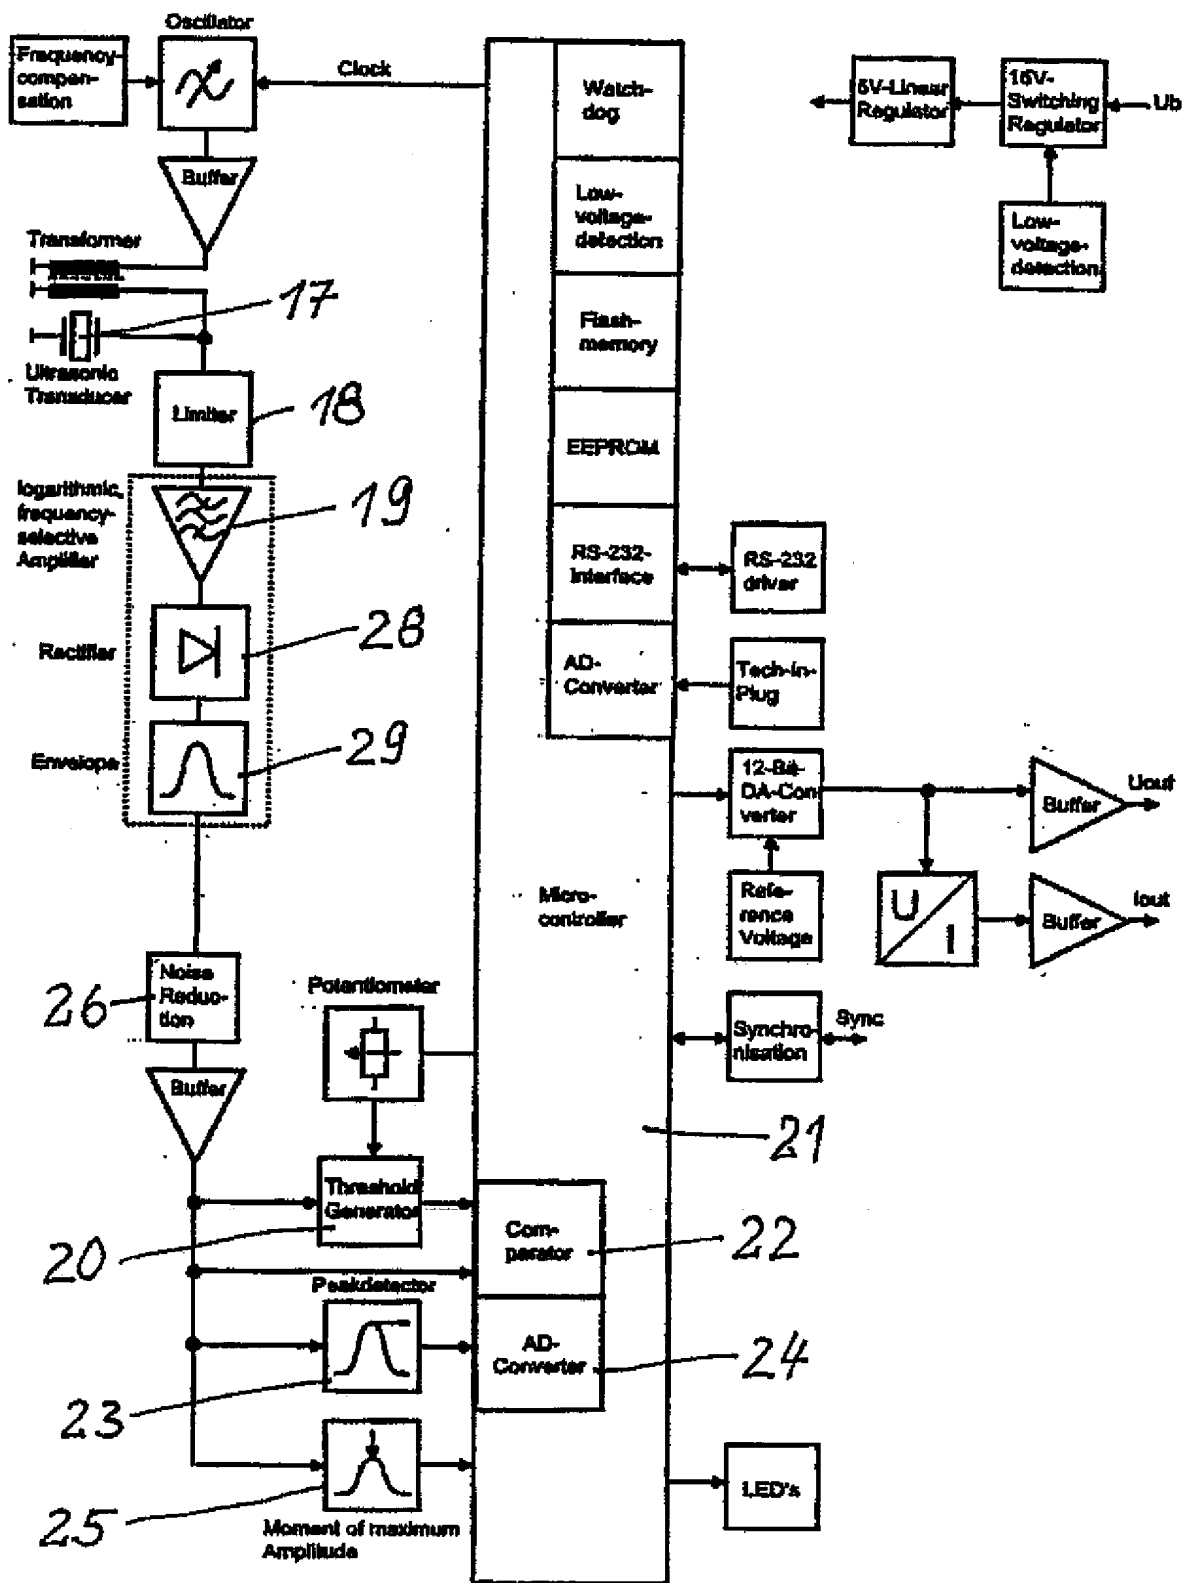 Oscillator
Frequency-
compen-
sation
Clock
Buffer
Transformer
17
Ultrasonic
Transducer
Limiter
18
logarithmic,
frequency-
selective
Amplifier
19
Rectifier
28
Envelope
29
Noise
Reduc-
tion
26
Buffer
Potentiometer
Threshold
Generator
20
Peakdetector
23
25
Moment of maximum
Amplitude
Watch-
dog
Low-
voltage-
detection
Flash-
memory
EEPROM
RS-232-
Interface
AD-
Converter
Micro-
controller
21
Com-
parator
22
AD-
Converter
24
5V-Linear
Regulator
15V-
Switching
Regulator
Ub
Low-
voltage-
detection
RS-232
driver
Tech-in-
Plug
12-Bit-
DA-Con-
verter
Refe-
rence
Voltage
Buffer
Uout
U
I
Buffer
Iout
Synchro-
nisation
Sync
LED's